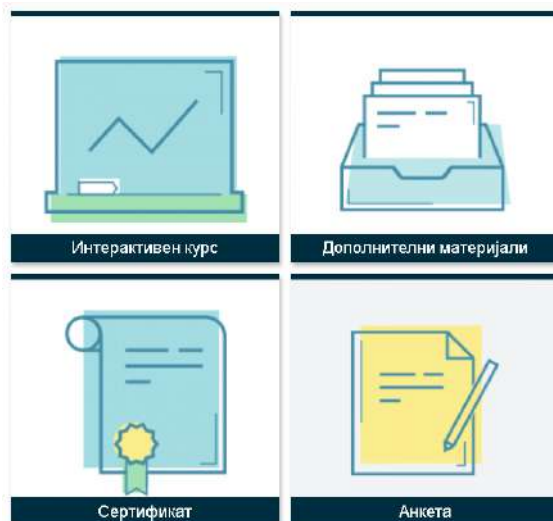 Интерактивен курс
Дополнителни материјали
Сертификат
Анкета